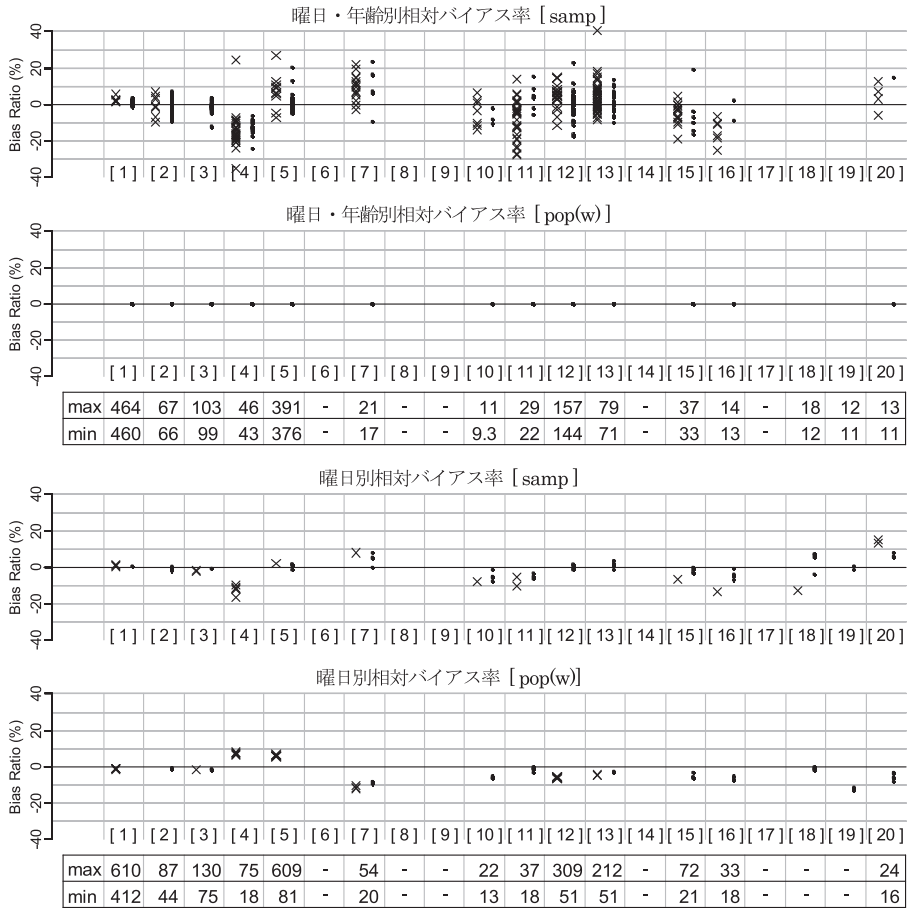 曜日・年齢別相対バイアス率 [ samp ]
Bias Ratio (%)
40
20
0
-20
-40
[ 1 ] [ 2 ] [ 3 ] [ 4 ] [ 5 ] [ 6 ] [ 7 ] [ 8 ] [ 9 ] [ 10 ] [ 11 ] [ 12 ] [ 13 ] [ 14 ] [ 15 ] [ 16 ] [ 17 ] [ 18 ] [ 19 ] [ 20 ]
曜日・年齢別相対バイアス率 [ pop(w) ]
Bias Ratio (%)
40
20
0
-20
-40
[ 1 ] [ 2 ] [ 3 ] [ 4 ] [ 5 ] [ 6 ] [ 7 ] [ 8 ] [ 9 ] [ 10 ] [ 11 ] [ 12 ] [ 13 ] [ 14 ] [ 15 ] [ 16 ] [ 17 ] [ 18 ] [ 19 ] [ 20 ]
max 464 67 103 46 391 - 21 - - 11 29 157 79 - 37 14 - 18 12 13
min 460 66 99 43 376 - 17 - - 9.3 22 144 71 - 33 13 - 12 11 11
曜日別相対バイアス率 [ samp ]
Bias Ratio (%)
40
20
0
-20
-40
[ 1 ] [ 2 ] [ 3 ] [ 4 ] [ 5 ] [ 6 ] [ 7 ] [ 8 ] [ 9 ] [ 10 ] [ 11 ] [ 12 ] [ 13 ] [ 14 ] [ 15 ] [ 16 ] [ 17 ] [ 18 ] [ 19 ] [ 20 ]
曜日別相対バイアス率 [ pop(w)]
Bias Ratio (%)
40
20
0
-20
-40
[ 1 ] [ 2 ] [ 3 ] [ 4 ] [ 5 ] [ 6 ] [ 7 ] [ 8 ] [ 9 ] [ 10 ] [ 11 ] [ 12 ] [ 13 ] [ 14 ] [ 15 ] [ 16 ] [ 17 ] [ 18 ] [ 19 ] [ 20 ]
max 610 87 130 75 609 - 54 - - 22 37 309 212 - 72 33 - - - 24
min 412 44 75 18 81 - 20 - - 13 18 51 51 - 21 18 - - - 16